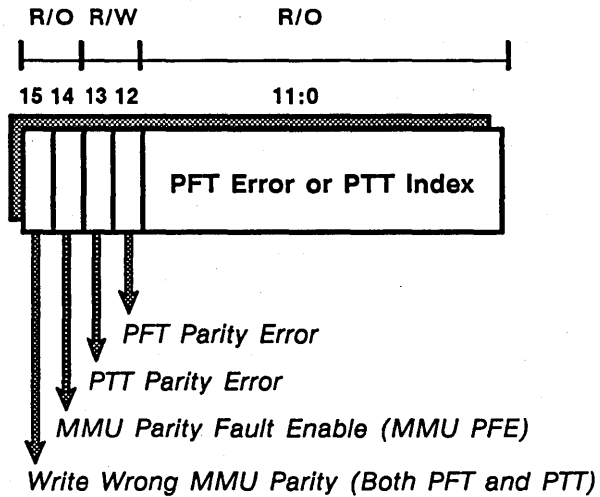 R/O R/W R/O
15 14 13 12 11:0
PFT Error or PTT Index
PFT Parity Error
PTT Parity Error
MMU Parity Fault Enable (MMU PFE)
Write Wrong MMU Parity (Both PFT and PTT)